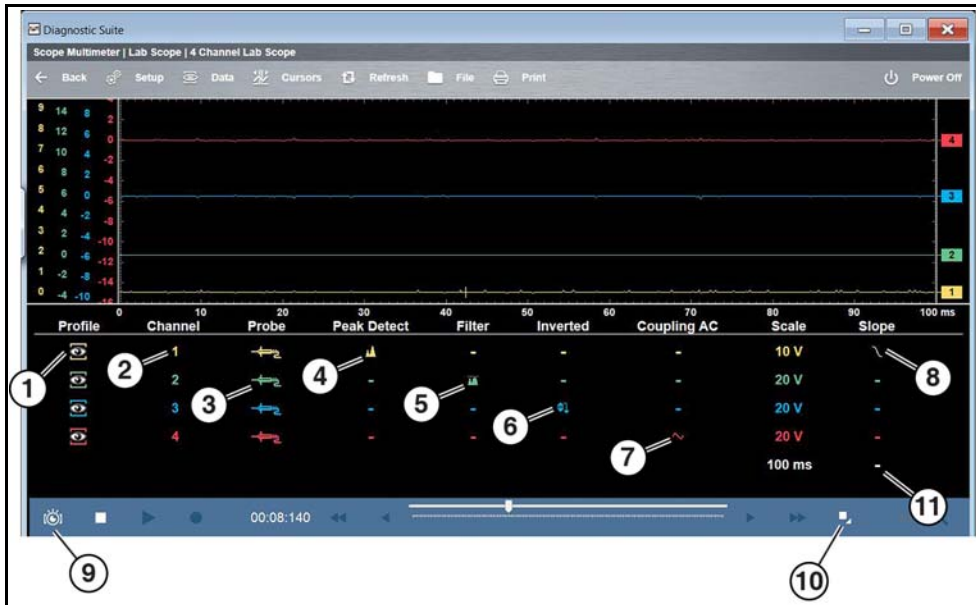 Diagnostic Suite
Scope Multimeter | Lab Scope | 4 Channel Lab Scope
Back Setup Data Cursors Refresh File Print Power Off
9 14 8 2
8 12 6 0 4
7 10 4 -2
6 8 2 -4
5 6 0 -6 3
4 4 -2 -8
3 2 -4 -10
2 0 -6 -12 2
1 -2 -8 -14
0 -4 -10 -16 1
0 10 20 30 40 50 60 70 80 90 100 ms
Profile Channel Probe Peak Detect Filter Inverted Coupling AC Scale Slope
1 - - - 10 V
2 - - - - 20 V -
3 - - - 20 V -
4 - - - 20 V -
100 ms -
00:08:140
1
2
3
4
5
6
7
8
9
10
11